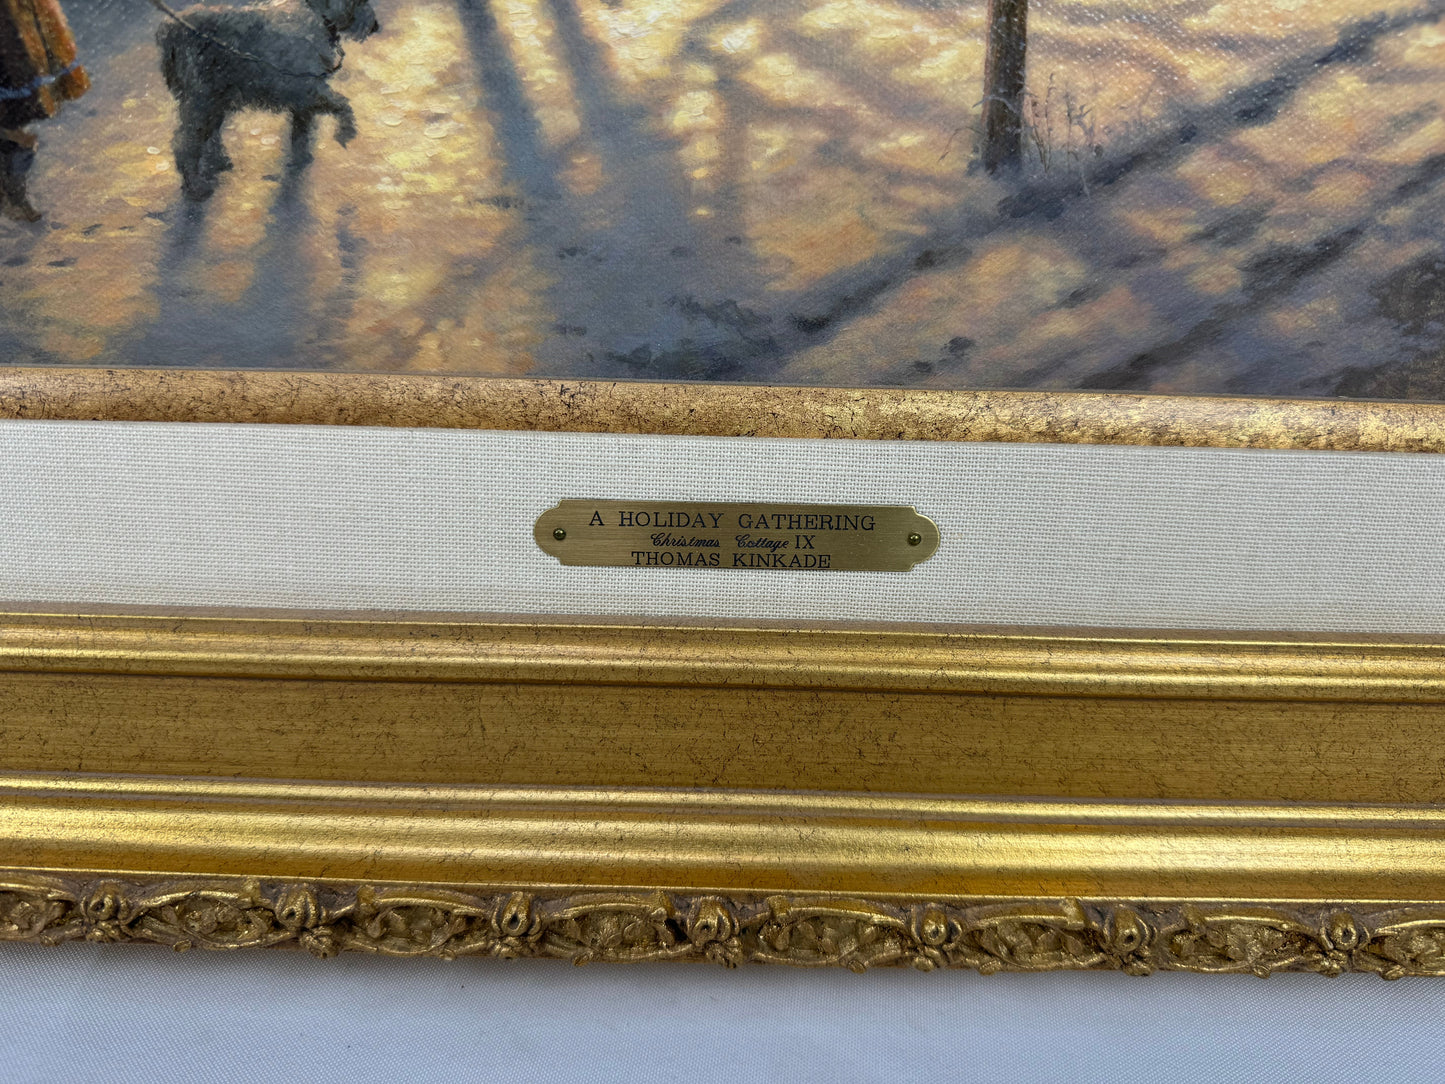 A HOLIDAY GATHERING
Christmas Cottage IX
THOMAS KINKADE